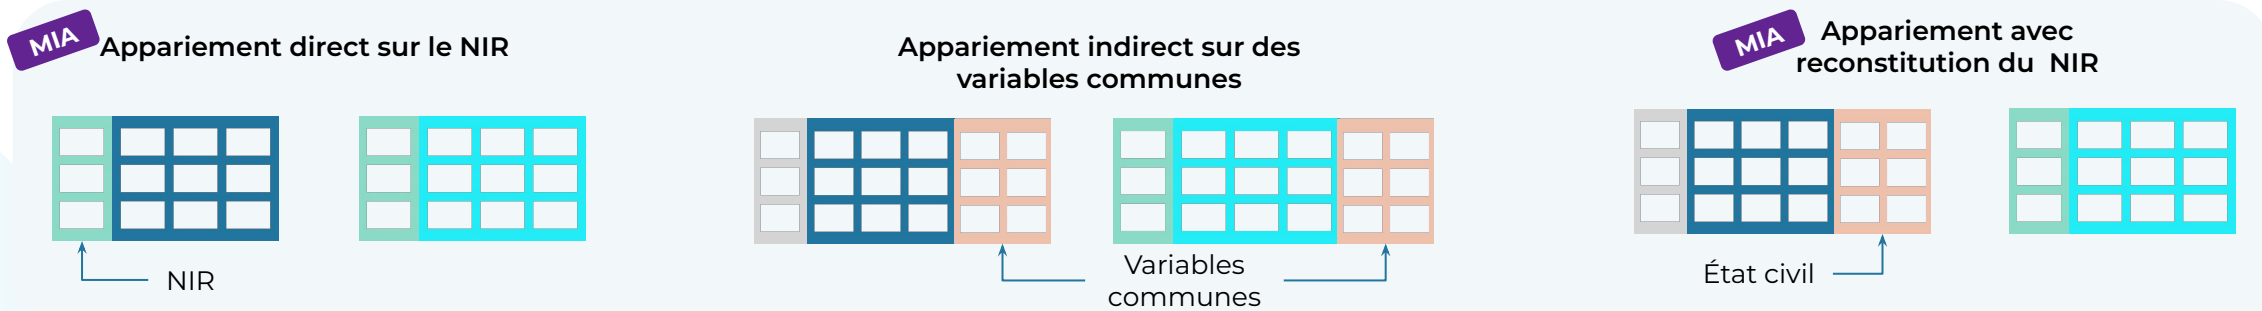 MIA
Appariement direct sur le NIR
NIR
Appariement indirect sur des
variables communes
Variables
communes
MIA
Appariement avec
reconstitution du NIR
État civil